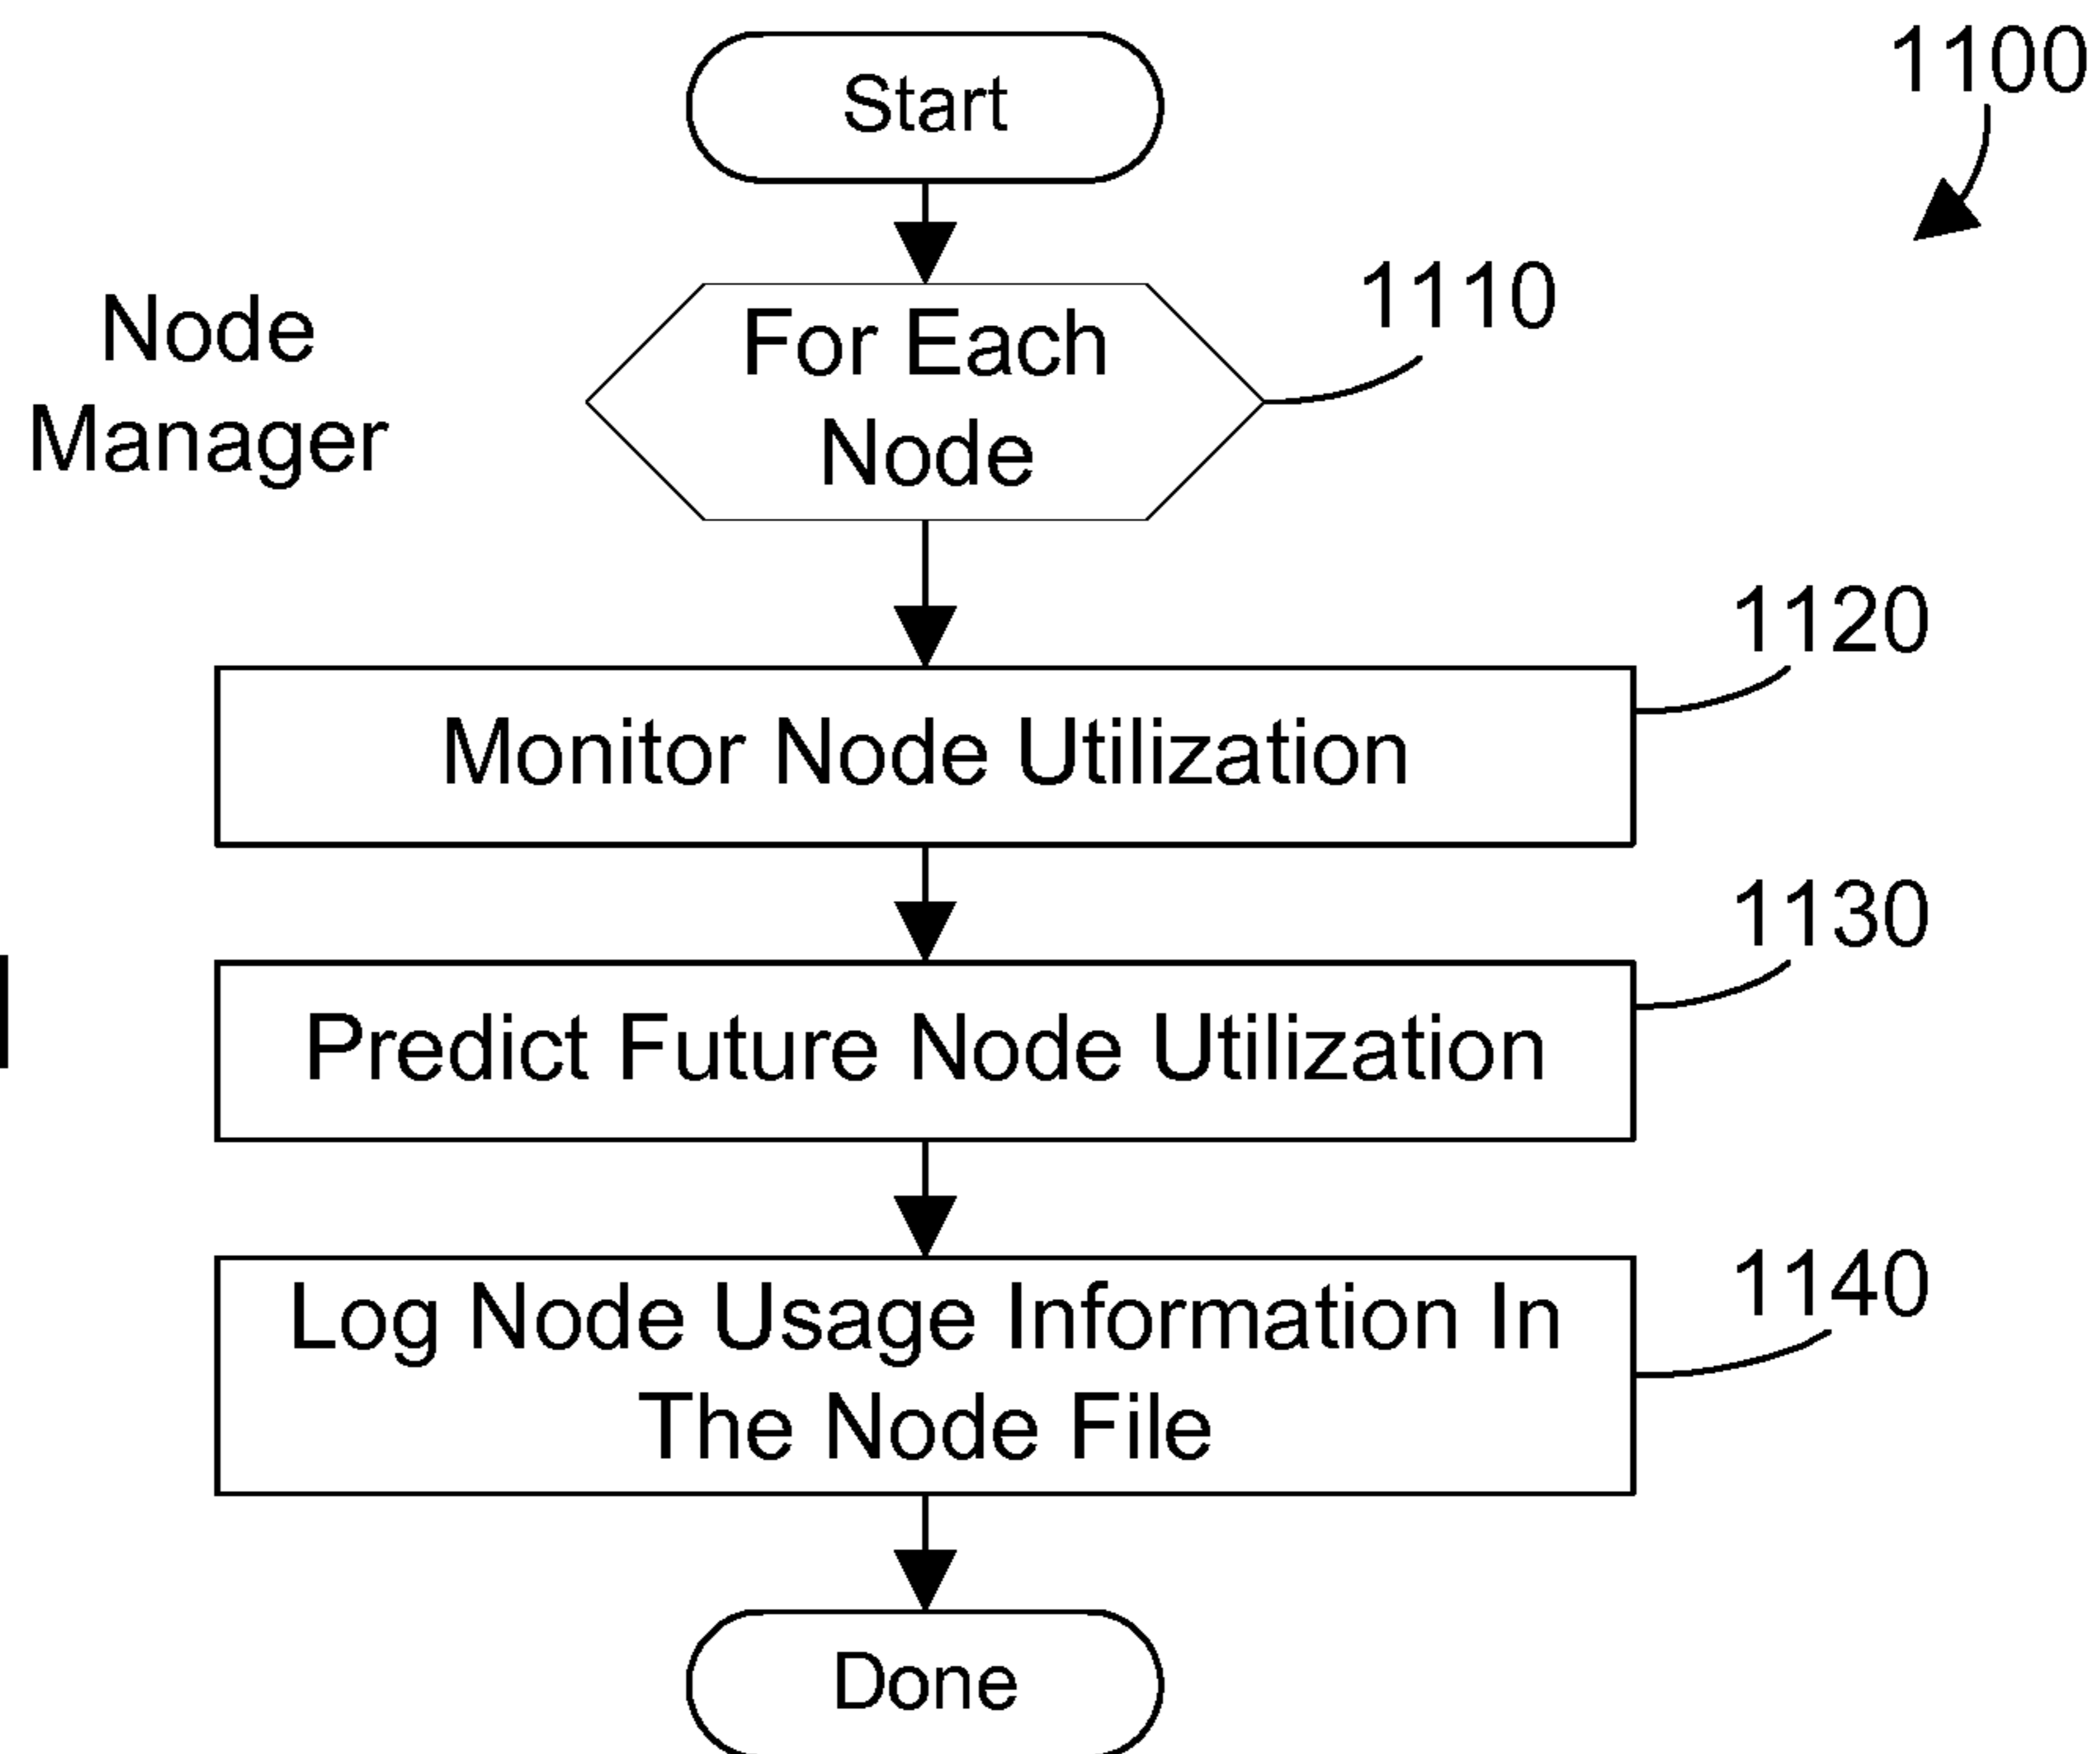 Start
1100
Node
Manager
For Each
Node
1110
Monitor Node Utilization
1120
Predict Future Node Utilization
1130
Log Node Usage Information In
The Node File
1140
Done